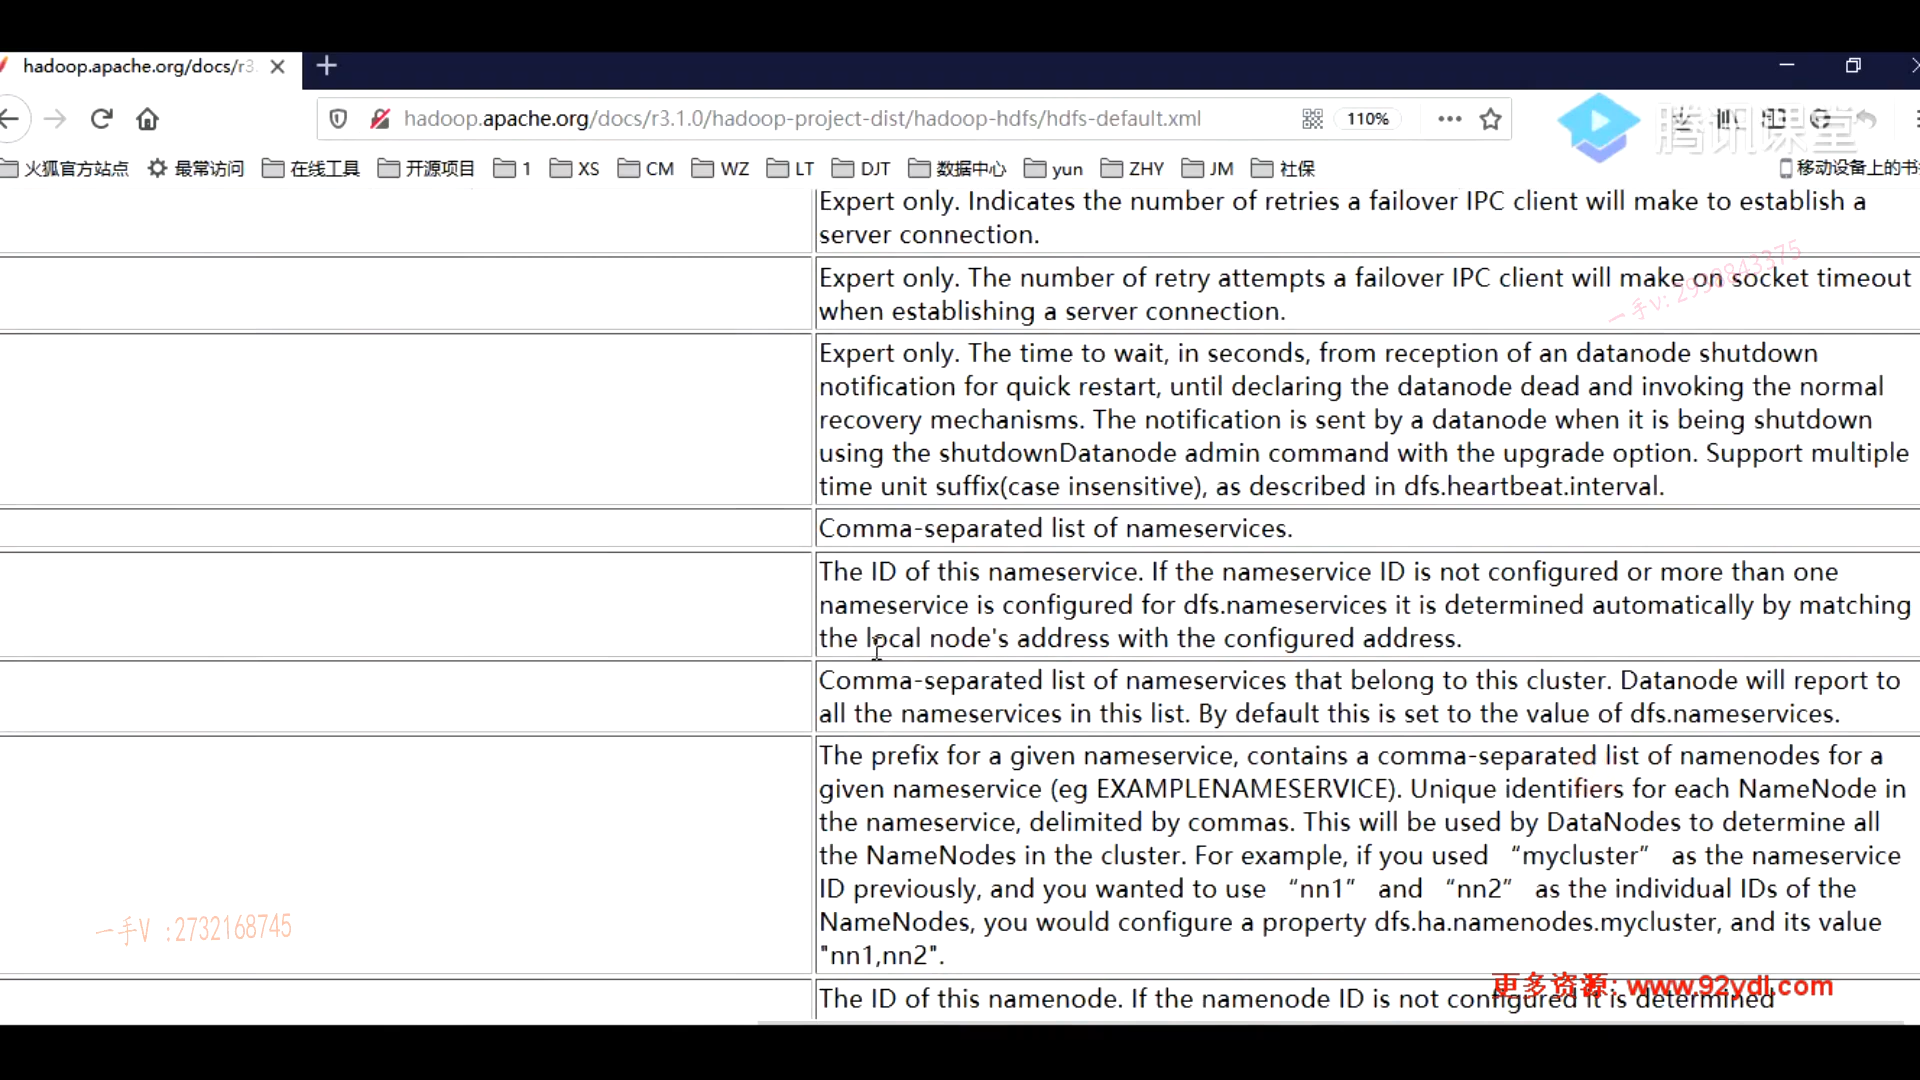 hadoop.apache.org/docs/r3.
hadoop.apache.org/docs/r3.1.0/hadoop-project-dist/hadoop-hdfs/hdfs-default.xml
110%
腾讯课堂
火狐官方站点 最常访问 在线工具 开源项目 1 XS CM WZ LT DJT 数据中心 yun ZHY JM 社保 移动设备上的书
Expert only. Indicates the number of retries a failover IPC client will make to establish a
server connection.
Expert only. The number of retry attempts a failover IPC client will make on socket timeout
when establishing a server connection.
一手V: 2938843375
Expert only. The time to wait, in seconds, from reception of an datanode shutdown
notification for quick restart, until declaring the datanode dead and invoking the normal
recovery mechanisms. The notification is sent by a datanode when it is being shutdown
using the shutdownDatanode admin command with the upgrade option. Support multiple
time unit suffix(case insensitive), as described in dfs.heartbeat.interval.
Comma-separated list of nameservices.
The ID of this nameservice. If the nameservice ID is not configured or more than one
nameservice is configured for dfs.nameservices it is determined automatically by matching
the local node's address with the configured address.
Comma-separated list of nameservices that belong to this cluster. Datanode will report to
all the nameservices in this list. By default this is set to the value of dfs.nameservices.
The prefix for a given nameservice, contains a comma-separated list of namenodes for a
given nameservice (eg EXAMPLENAMESERVICE). Unique identifiers for each NameNode in
the nameservice, delimited by commas. This will be used by DataNodes to determine all
the NameNodes in the cluster. For example, if you used “mycluster” as the nameservice
ID previously, and you wanted to use “nn1” and “nn2” as the individual IDs of the
NameNodes, you would configure a property dfs.ha.namenodes.mycluster, and its value
"nn1,nn2".
一手V :2732168745
更多资源: www.92ydl.com
The ID of this namenode. If the namenode ID is not configured it is determined